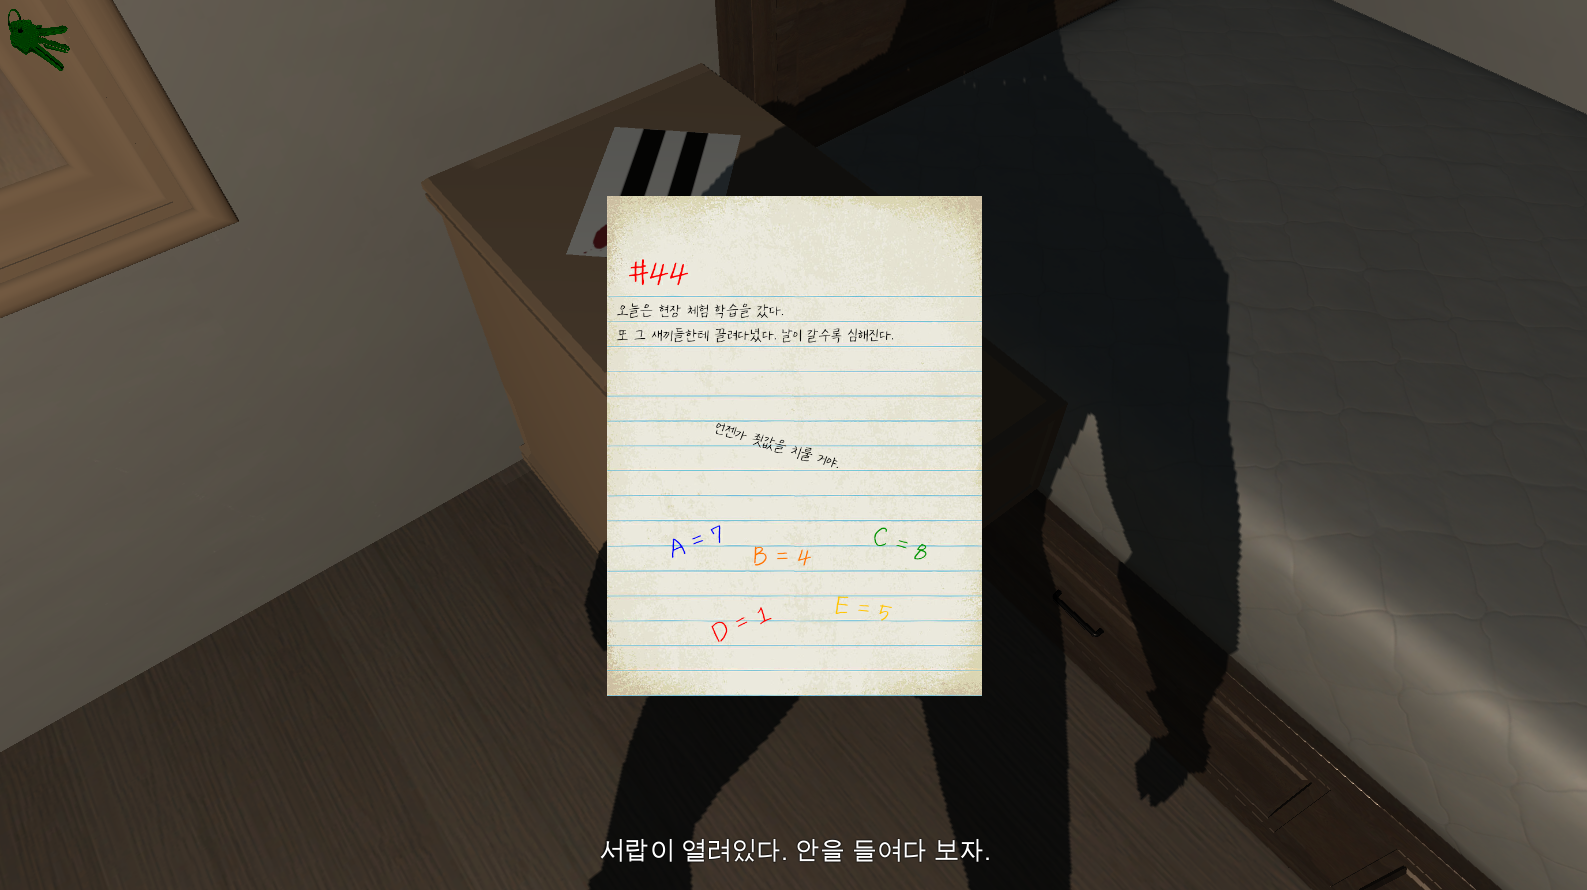 #44
오늘은 현장 체험 학습을 갔다.
또 그 새끼들한테 끌려다녔다. 날이 갈수록 심해진다.
언젠가 죗값을 치룰 거야.
A = 7
B = 4
C = 8
D = 1
E = 5
서랍이 열려있다. 안을 들여다 보자.